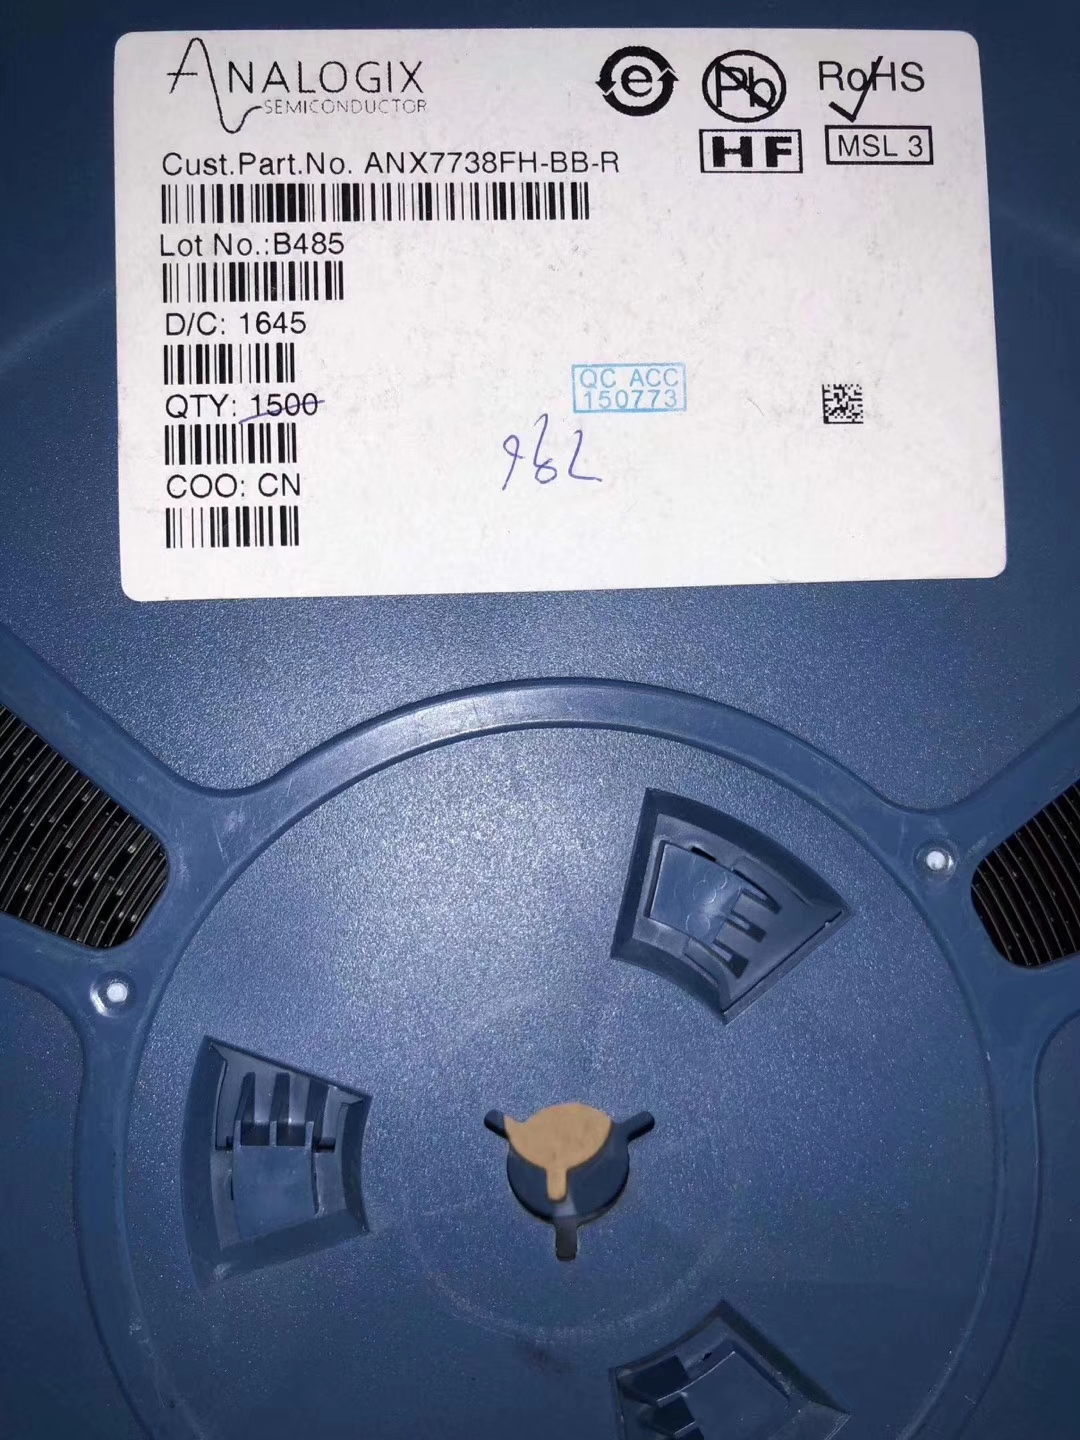 ANALOGIX
SEMICONDUCTOR
e
Pb
RoHS
HF
MSL 3
Cust.Part.No. ANX7738FH-BB-R
Lot No.:B485
D/C: 1645
QTY: 1500
QC ACC
150773
982
COO: CN